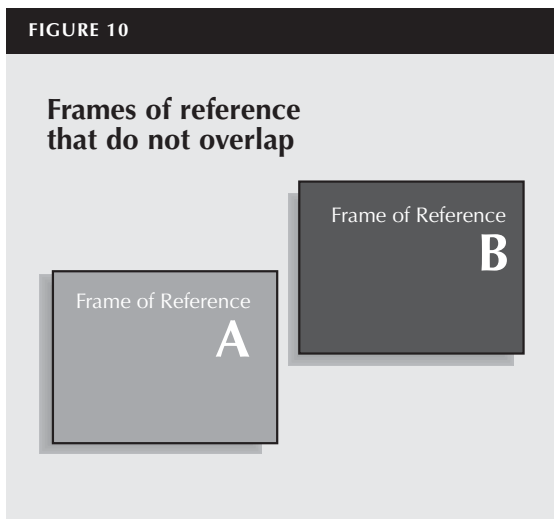 FIGURE 10
Frames of reference
that do not overlap
Frame of Reference
B
Frame of Reference
A